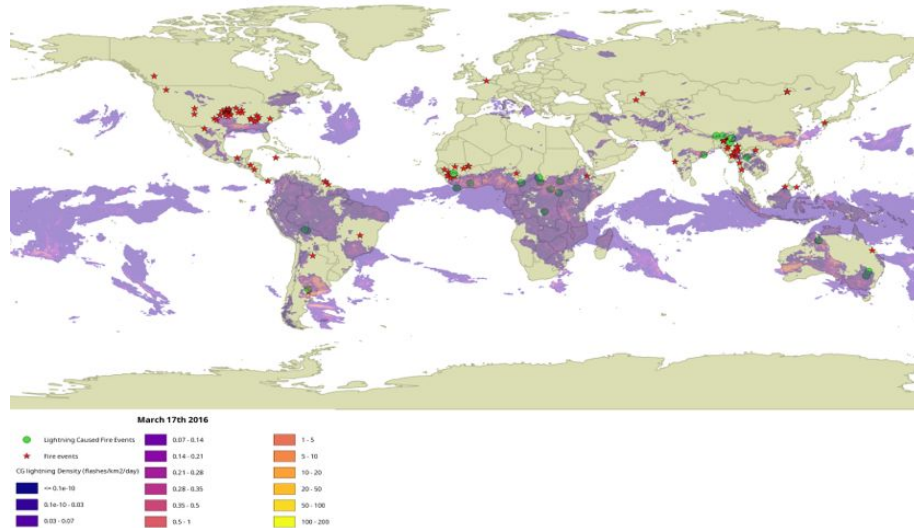 March 17th 2016
Lightning Caused Fire Events
Fire events
CG lightning Density (flashes/km2/day)
<= 0.1e-10
0.1e-10 - 0.03
0.03 - 0.07
0.07 - 0.14
0.14 - 0.21
0.21 - 0.28
0.28 - 0.35
0.35 - 0.5
0.5 - 1
1 - 5
5 - 10
10 - 20
20 - 50
50 - 100
100 - 200